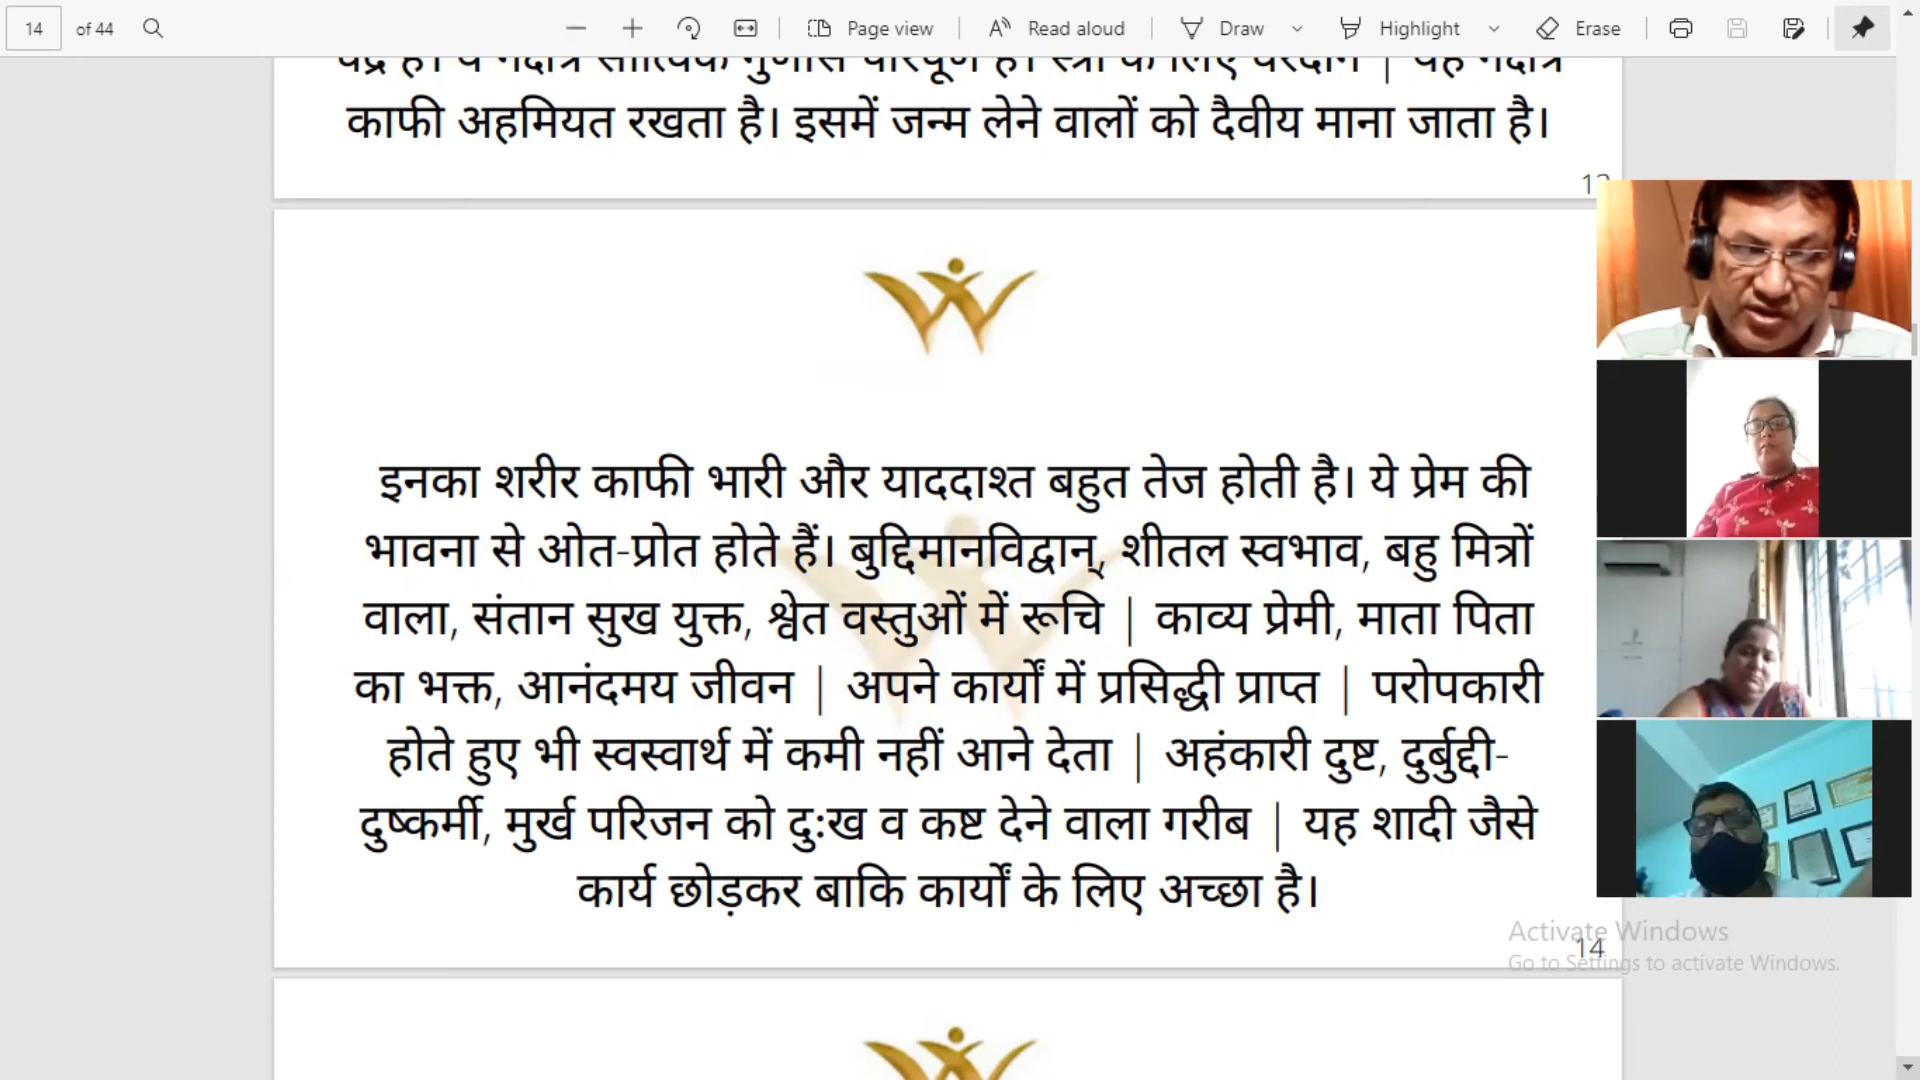 14 of 44 Page view Read aloud Draw Highlight Erase
काफी अहमियत रखता है। इसमें जन्म लेने वालों को दैवीय माना जाता है।
इनका शरीर काफी भारी और याददाश्त बहुत तेज होती है। ये प्रेम की
भावना से ओत-प्रोत होते हैं। बुद्दिमानविद्वान्, शीतल स्वभाव, बहु मित्रों
वाला, संतान सुख युक्त, श्वेत वस्तुओं में रूचि | काव्य प्रेमी, माता पिता
का भक्त, आनंदमय जीवन | अपने कार्यों में प्रसिद्धी प्राप्त | परोपकारी
होते हुए भी स्वस्वार्थ में कमी नहीं आने देता | अहंकारी दुष्ट, दुर्बुद्दी-
दुष्कर्मी, मुर्ख परिजन को दुःख व कष्ट देने वाला गरीब | यह शादी जैसे
कार्य छोड़कर बाकि कार्यों के लिए अच्छा है।
Activate Windows
14
Go to Settings to activate Windows.